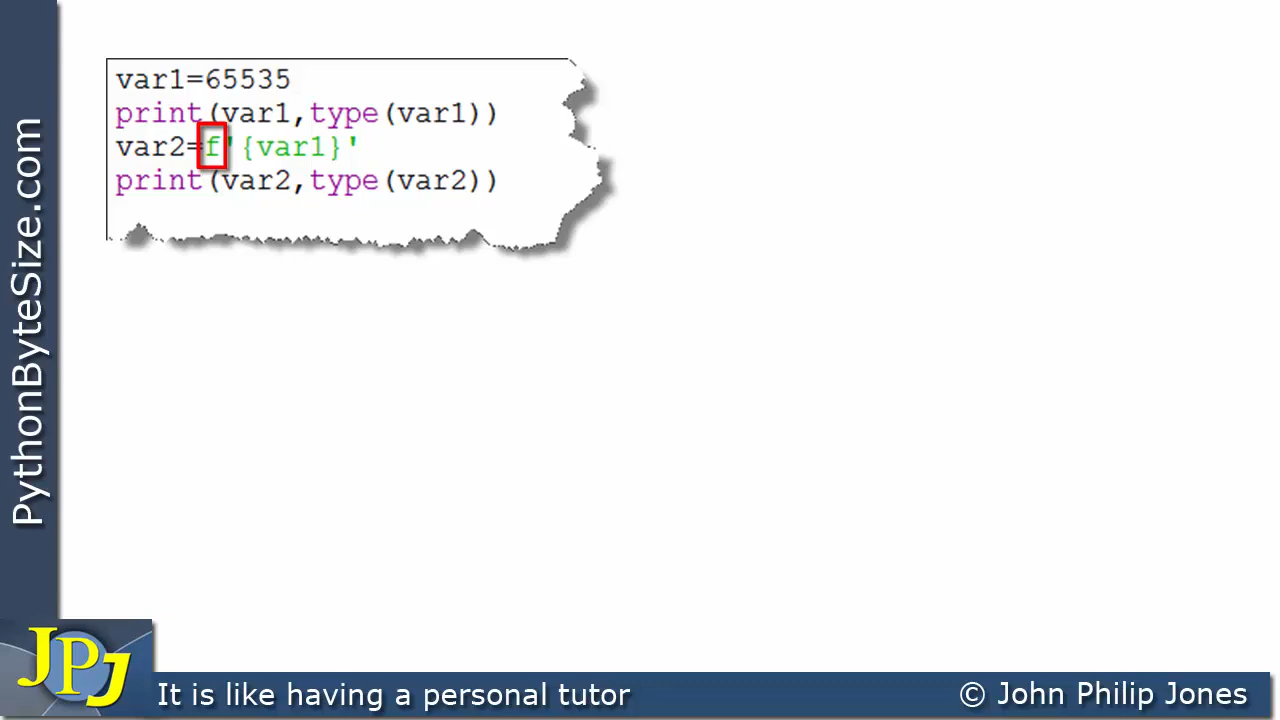 var1=65535
print(var1,type(var1))
var2=f'{var1}'
print(var2,type(var2))
PythonByteSize.com
JPJ
It is like having a personal tutor
© John Philip Jones